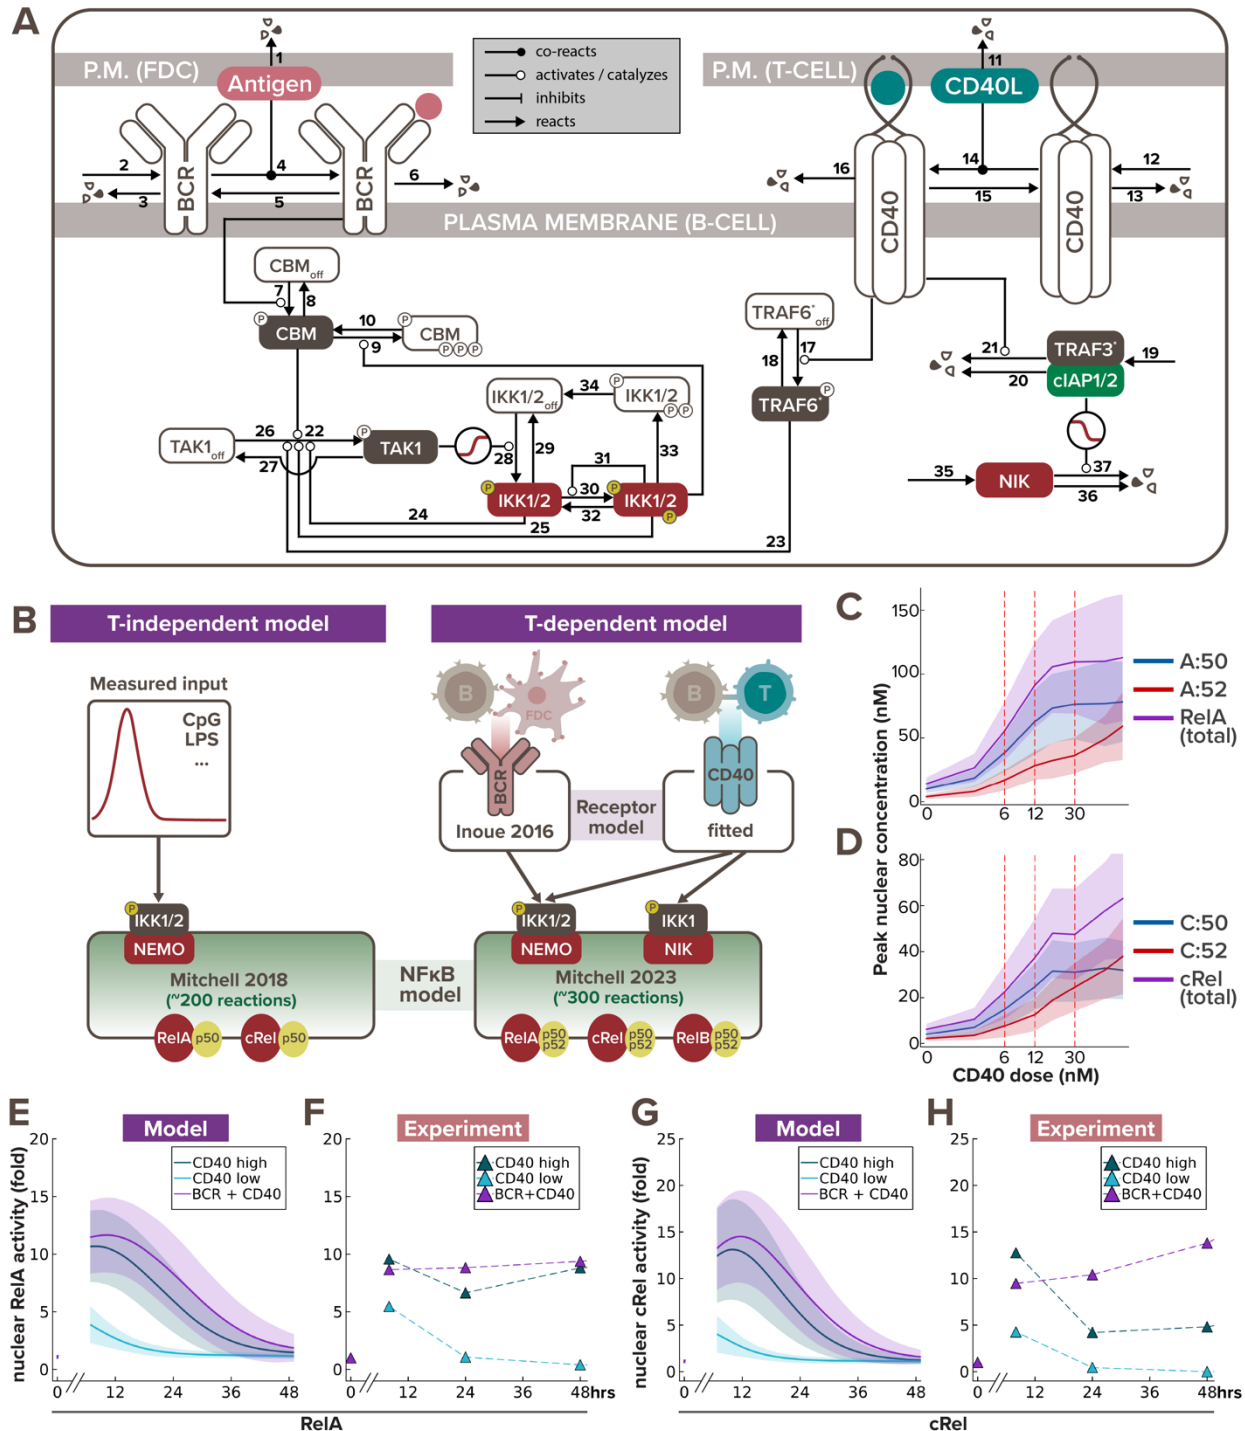 A
P.M. (FDC)
1
Antigen
co-reacts
activates / catalyzes
inhibits
reacts
P.M. (T-CELL)
11
CD40L
BCR
BCR
2
3
4
5
6
CD40
CD40
16
14
15
12
13
PLASMA MEMBRANE (B-CELL)
CBMoff
7
8
P
CBM
10
9
P
CBM
P P P
TRAF6*off
18
17
P
TRAF6*
21
20
TRAF3*
cIAP1/2
19
IKK1/2off
34
P
IKK1/2
P P
TAK1off
26
22
27
P
TAK1
28
29
31
33
P
IKK1/2
30
32
P
IKK1/2
P
24
25
23
35
NIK
37
36
B
T-independent model
T-dependent model
Measured input
CpG
LPS
...
B
FDC
B
T
BCR
CD40
Inoue 2016
Receptor
model
fitted
P
IKK1/2
NEMO
P
IKK1/2
NEMO
P
IKK1
NIK
Mitchell 2018
(~200 reactions)
NFκB
model
Mitchell 2023
(~300 reactions)
RelA p50
cRel p50
RelA p50 p52
cRel p50 p52
RelB p50 p52
C
150
100
50
0
0 6 12 30
A:50
A:52
RelA
(total)
D
Peak nuclear concentration (nM)
80
60
40
20
0
0 6 12 30
CD40 dose (nM)
C:50
C:52
cRel
(total)
E
Model
nuclear RelA activity (fold)
20
15
10
5
0
CD40 high
CD40 low
BCR + CD40
0 12 24 36 48
F
Experiment
20
15
10
5
0
CD40 high
CD40 low
BCR+CD40
0 12 24 36 48hrs
RelA
G
Model
nuclear cRel activity (fold)
25
20
15
10
5
0
CD40 high
CD40 low
BCR + CD40
0 12 24 36 48
H
Experiment
25
20
15
10
5
0
CD40 high
CD40 low
BCR+CD40
0 12 24 36 48hrs
cRel